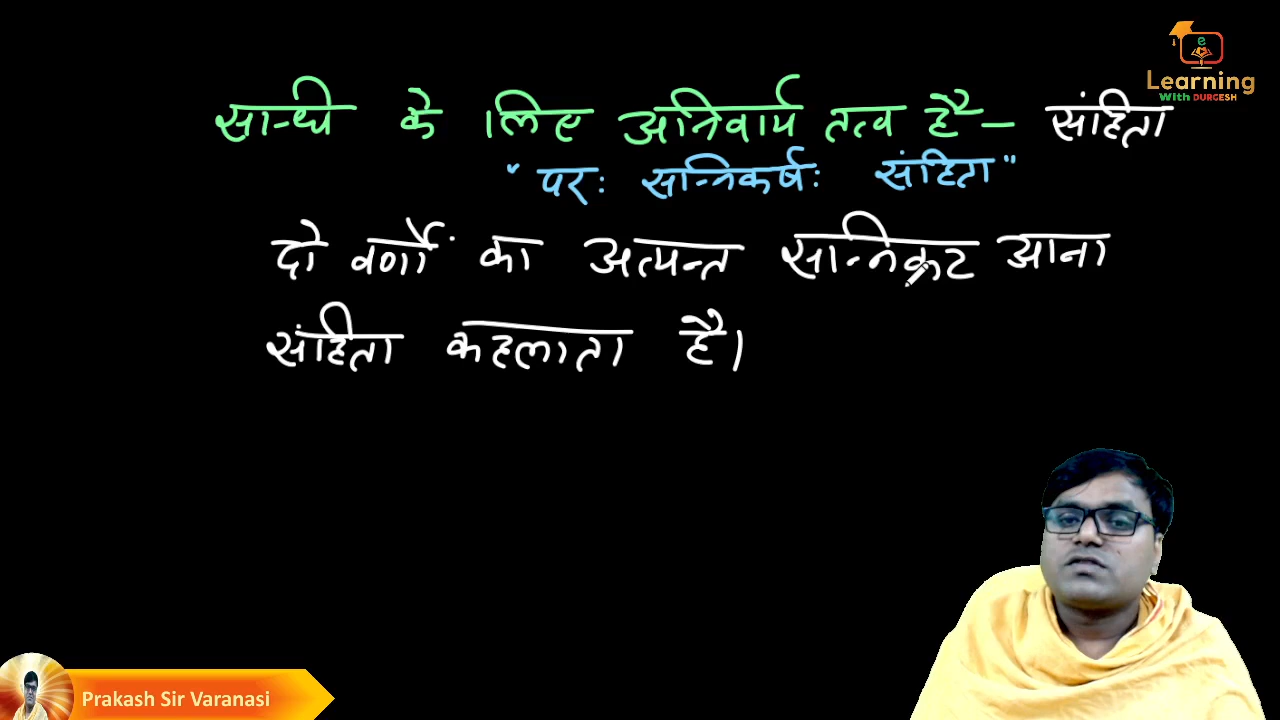 सन्धि के लिए अनिवार्य तत्व है– संहिता
"परः सन्निकर्षः संहिता"
दो वर्णों का अत्यन्त सन्निकट आना
संहिता कहलाता है।
e
Learning
With DURGESH
Prakash Sir Varanasi